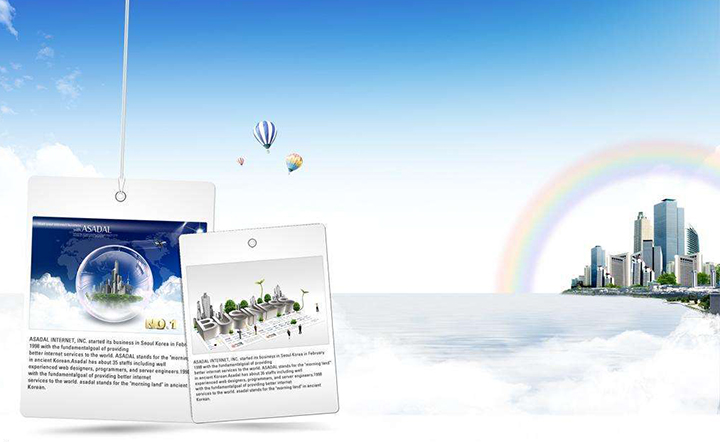 with ASADAL
NO.1
ASADAL INTERNET, INC. started its business in Seoul Korea in Febru
1998 with the fundamentalgoal of providing
better internet services to the world. ASADAL stands for the "mornin
in ancient Korean.Asadal has about 35 staffs including well
experienced web designers, programmers, and server engineers.1998
with the fundamentalgoal of providing better internet
services to the world. asadal stands for the "morning land" in ancient
Korean.
BUSINESS
ASADAL INTERNET, INC. started its business in Seoul Korea in February
1998 with the fundamentalgoal of providing
better internet services to the world. ASADAL stands for the "morning land"
in ancient Korean.Asadal has about 35 staffs including well
experienced web designers, programmers, and server engineers.1998
with the fundamentalgoal of providing better internet
services to the world. asadal stands for the "morning land" in ancient
Korean.